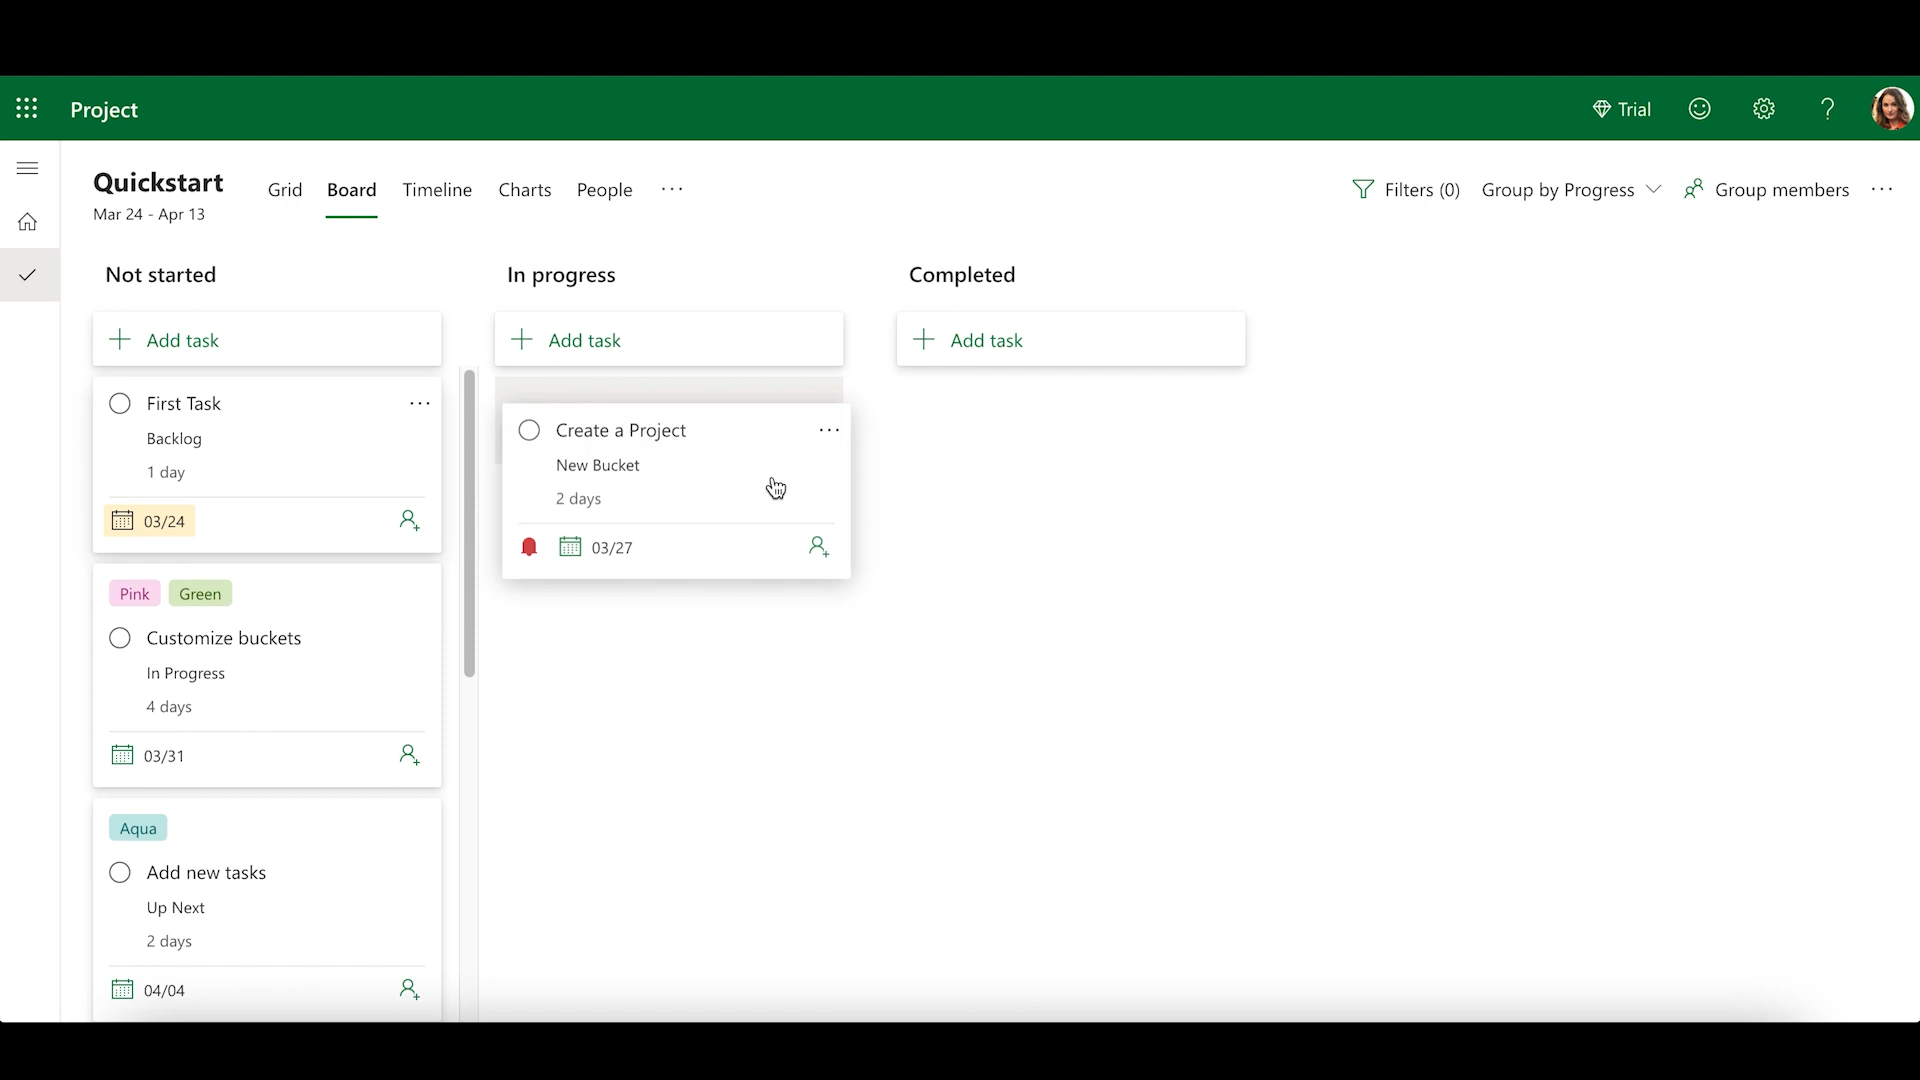 Project
Trial
Quickstart
Mar 24 - Apr 13
Grid
Board
Timeline
Charts
People
Filters (0)
Group by Progress
Group members
Not started
Add task
First Task
Backlog
1 day
03/24
Pink
Green
Customize buckets
In Progress
4 days
03/31
Aqua
Add new tasks
Up Next
2 days
04/04
In progress
Add task
Create a Project
New Bucket
2 days
03/27
Completed
Add task